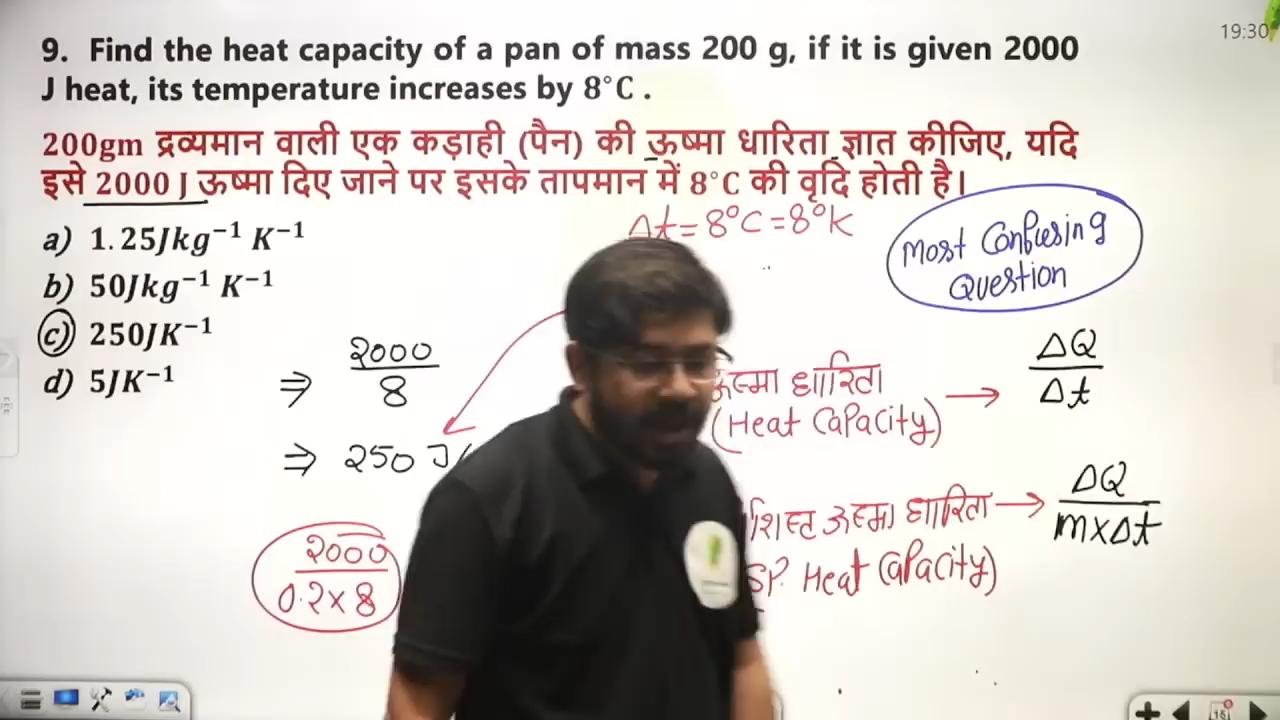 19:30
9. Find the heat capacity of a pan of mass 200 g, if it is given 2000
J heat, its temperature increases by 8°C .
200gm द्रव्यमान वाली एक कड़ाही (पैन) की ऊष्मा धारिता ज्ञात कीजिए, यदि
इसे 2000 J ऊष्मा दिए जाने पर इसके तापमान में 8°C की वृदि होती है।
Δt = 8°C = 8°K
a) 1.25Jkg⁻¹ K⁻¹
b) 50Jkg⁻¹ K⁻¹
c) 250JK⁻¹
d) 5JK⁻¹
Most Confusing
Question
⇒ 2000
8
⇒ 250 J/
2000
0.2 × 8
ऊष्मा धारिता
(Heat Capacity) → ΔQ
Δt
शिष्ट ऊष्मा धारिता → ΔQ
m×Δt
SP. Heat Capacity)